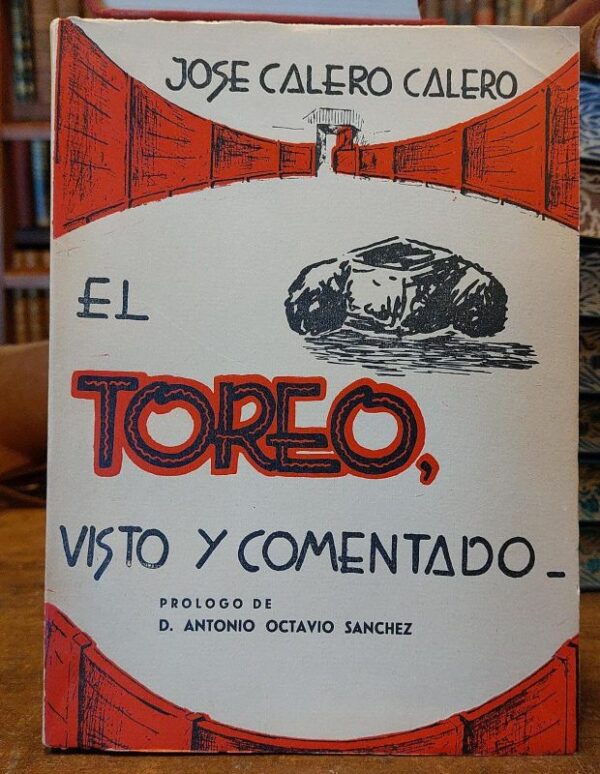 JOSE CALERO CALERO
EL
TOREO,
VISTO Y COMENTADO_
PROLOGO DE
D. ANTONIO OCTAVIO SANCHEZ